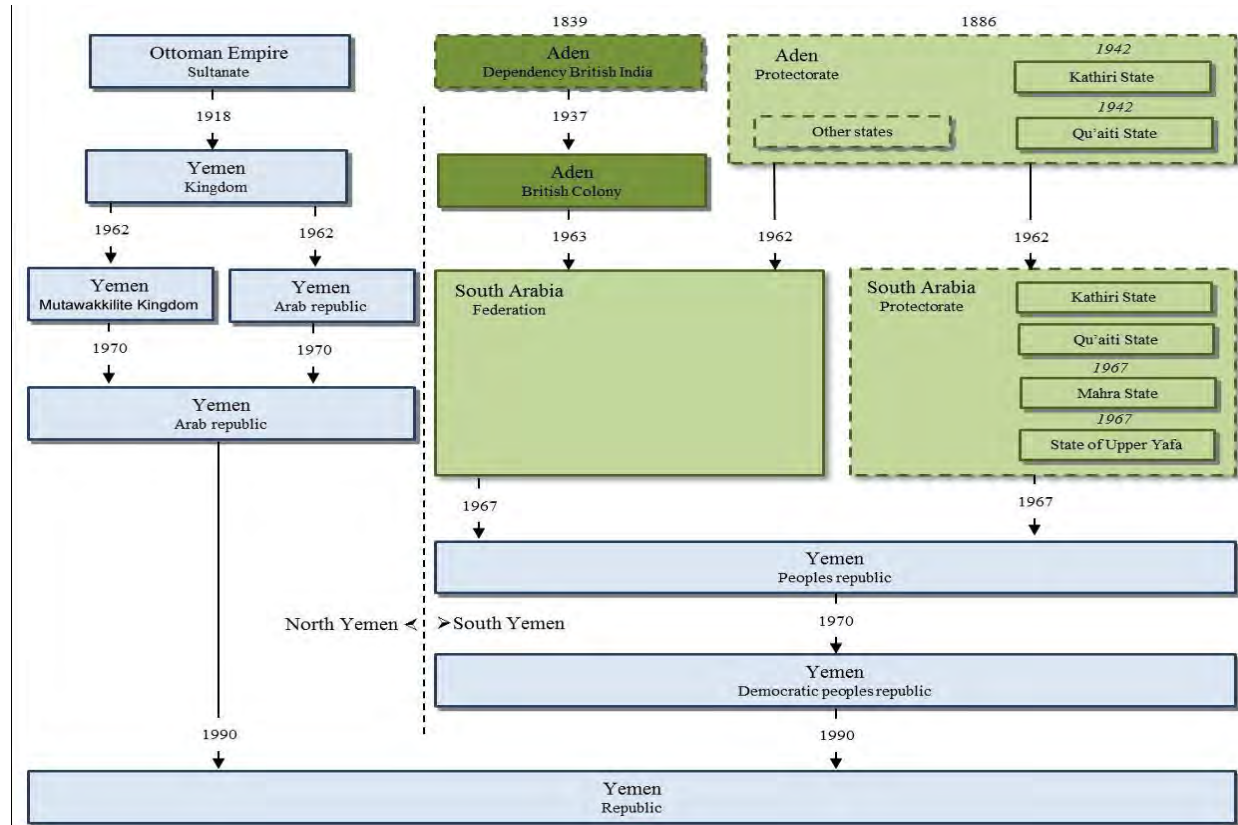 1839
1886
Ottoman Empire
Sultanate
Aden
Dependency British India
Aden
Protectorate
1942
Kathiri State
1942
Qu'aiti State
Other states
1918
1937
Yemen
Kingdom
Aden
British Colony
1962
1962
1963
1962
1962
Yemen
Mutawakkilite Kingdom
Yemen
Arab republic
South Arabia
Federation
South Arabia
Protectorate
Kathiri State
Qu'aiti State
1967
Mahra State
1967
State of Upper Yafa
1970
1970
Yemen
Arab republic
1967
1967
Yemen
Peoples republic
North Yemen
South Yemen
1970
Yemen
Democratic peoples republic
1990
1990
Yemen
Republic